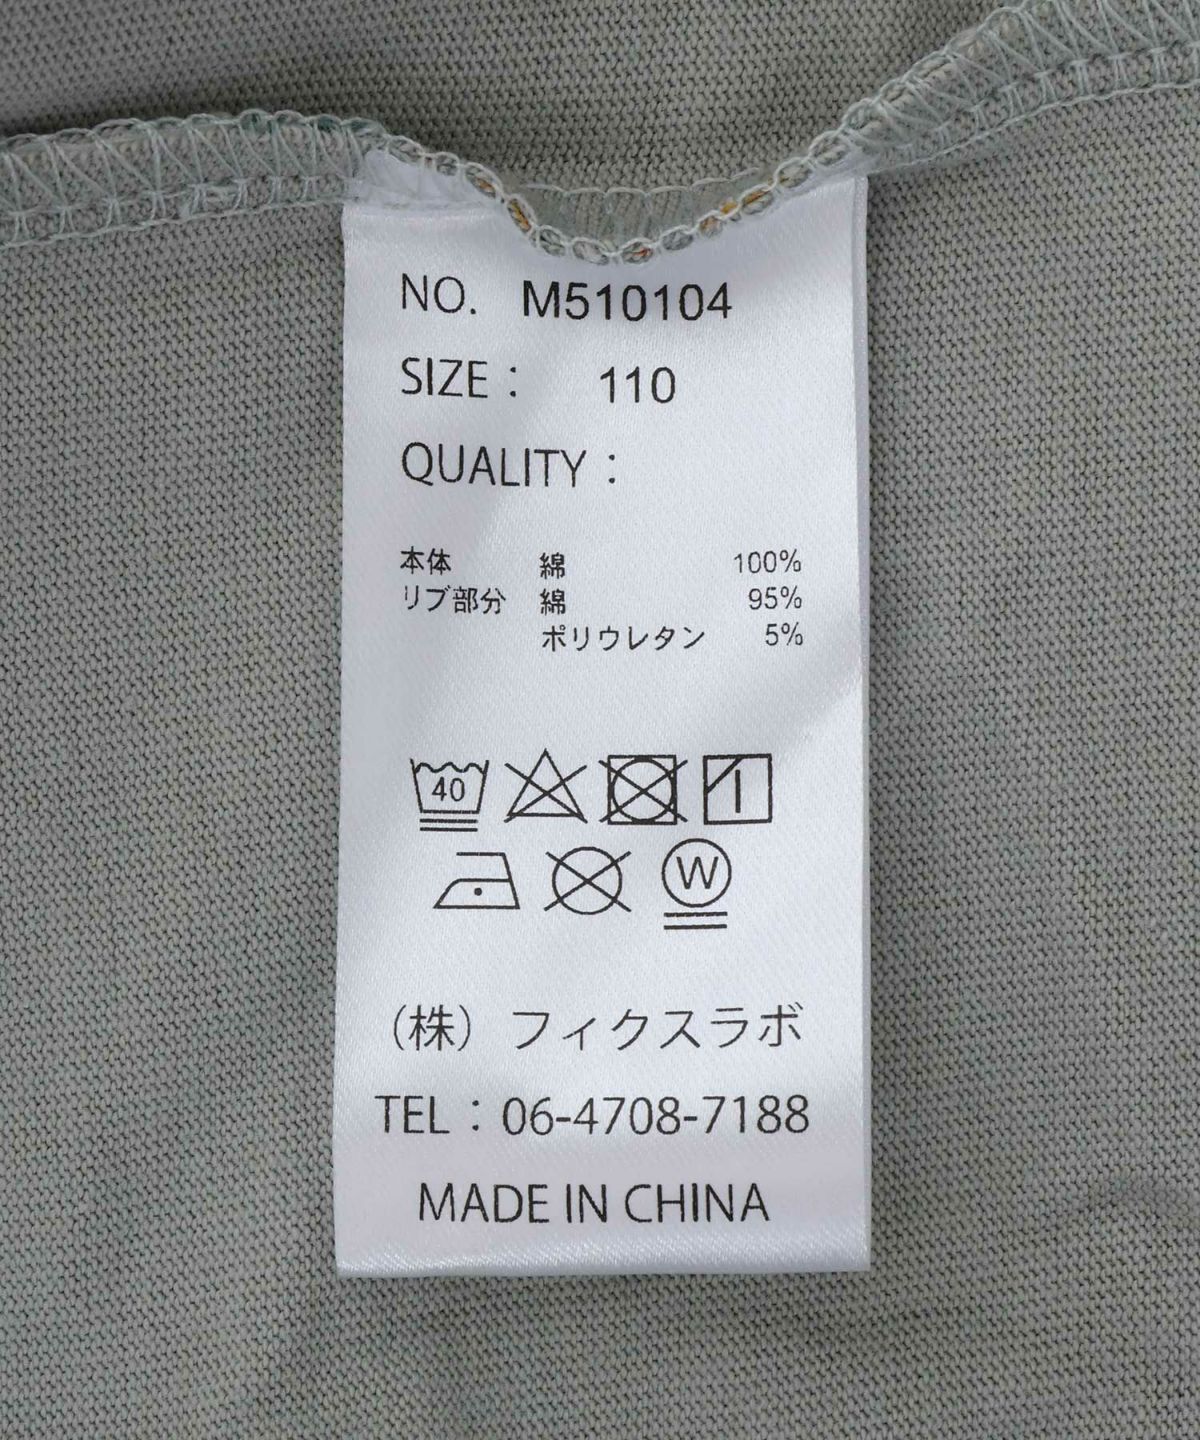 NO. M510104
SIZE : 110
QUALITY :
本体 綿 100%
リブ部分 綿 95%
ポリウレタン 5%
40
W
(株) フィクスラボ
TEL : 06-4708-7188
MADE IN CHINA